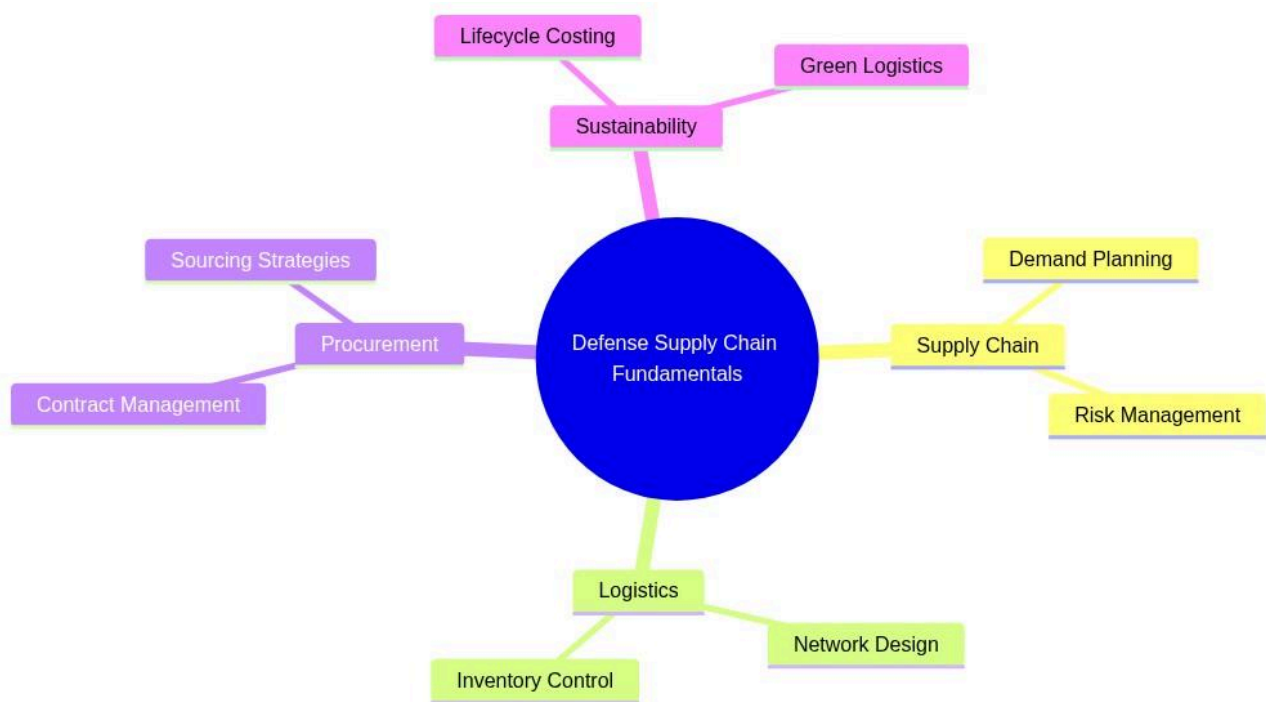 Lifecycle Costing
Green Logistics
Sustainability
Sourcing Strategies
Demand Planning
Procurement
Defense Supply Chain
Fundamentals
Supply Chain
Contract Management
Risk Management
Logistics
Network Design
Inventory Control